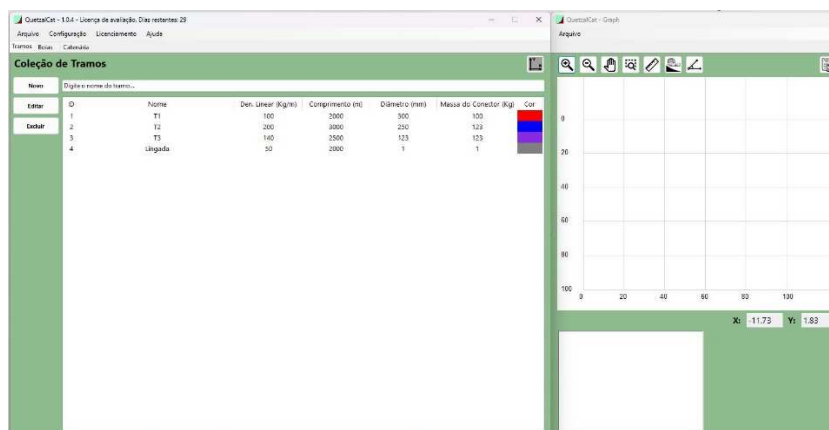 QuetzalCat - 1.0.4 - Licença de avaliação. Dias restantes: 29
Arquivo Configuração Licenciamento Ajuda
Tramos Boias Catenária
Coleção de Tramos
Novo
Digite o nome do tramo...
Editar
Excluir
ID Nome Den. Linear (Kg/m) Comprimento (m) Diâmetro (mm) Massa do Conector (Kg) Cor
1 T1 100 2000 300 100
2 T2 200 3000 250 123
3 T3 140 2500 123 123
4 Lingada 50 2000 1 1
QuetzalCat - Graph
Arquivo
0
20
40
60
80
100
0 20 40 60 80 100
X: -11.73 Y: 1.83